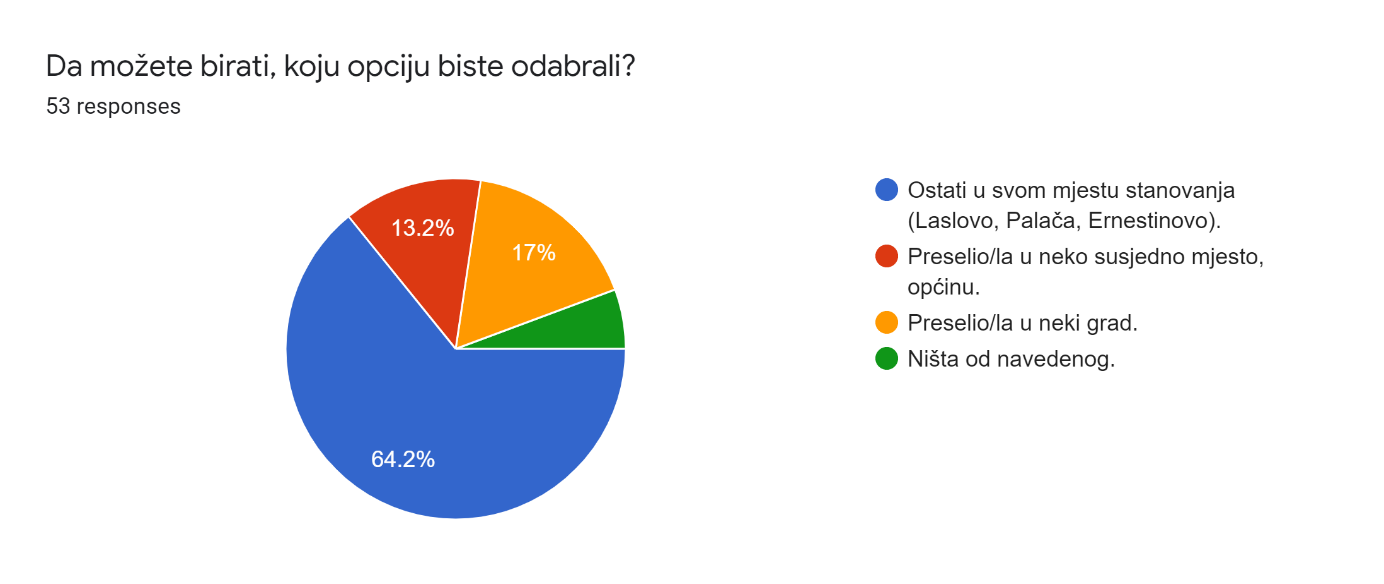 Da možete birati, koju opciju biste odabrali?
53 responses
13.2%
17%
64.2%
Ostati u svom mjestu stanovanja
(Laslovo, Palača, Ernestinovo).
Preselio/la u neko susjedno mjesto,
općinu.
Preselio/la u neki grad.
Ništa od navedenog.